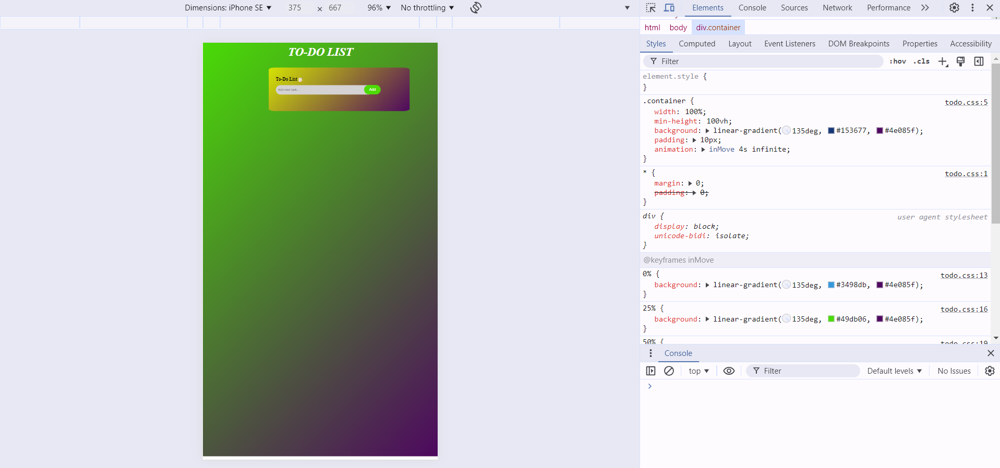 Dimensions: iPhone SE ▼ 375 × 667 96% ▼ No throttling ▼
Elements Console Sources Network Performance
html body div.container
Styles Computed Layout Event Listeners DOM Breakpoints Properties Accessibility
Filter :hov .cls
element.style {
}
.container { todo.css:5
width: 100%;
min-height: 100vh;
background: linear-gradient(135deg, #153677, #4e085f);
padding: 10px;
animation: inMove 4s infinite;
}
* { todo.css:1
margin: 0;
padding: 0;
}
div { user agent stylesheet
display: block;
unicode-bidi: isolate;
}
@keyframes inMove
0% { todo.css:13
background: linear-gradient(135deg, #3498db, #4e085f);
}
25% { todo.css:16
background: linear-gradient(135deg, #49db06, #4e085f);
}
50% { todo.css:19
Console
top ▼ Filter Default levels ▼ No Issues
TO-DO LIST
To-Do List
Add new task...
Add